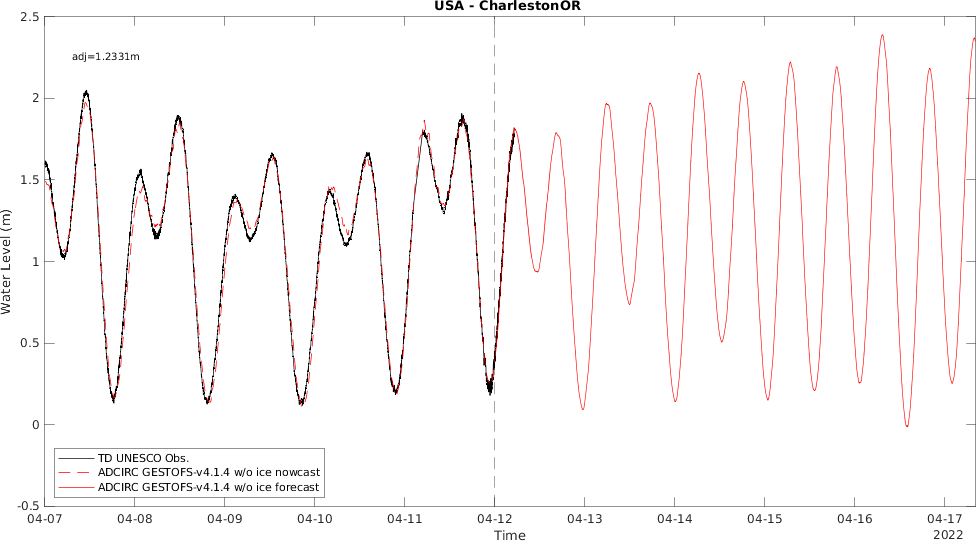 USA - CharlestonOR
adj=1.2331m
2.5
2
1.5
1
0.5
0
-0.5
Water Level (m)
TD UNESCO Obs.
ADCIRC GESTOFS-v4.1.4 w/o ice nowcast
ADCIRC GESTOFS-v4.1.4 w/o ice forecast
04-07 04-08 04-09 04-10 04-11 04-12 04-13 04-14 04-15 04-16 04-17
Time
2022